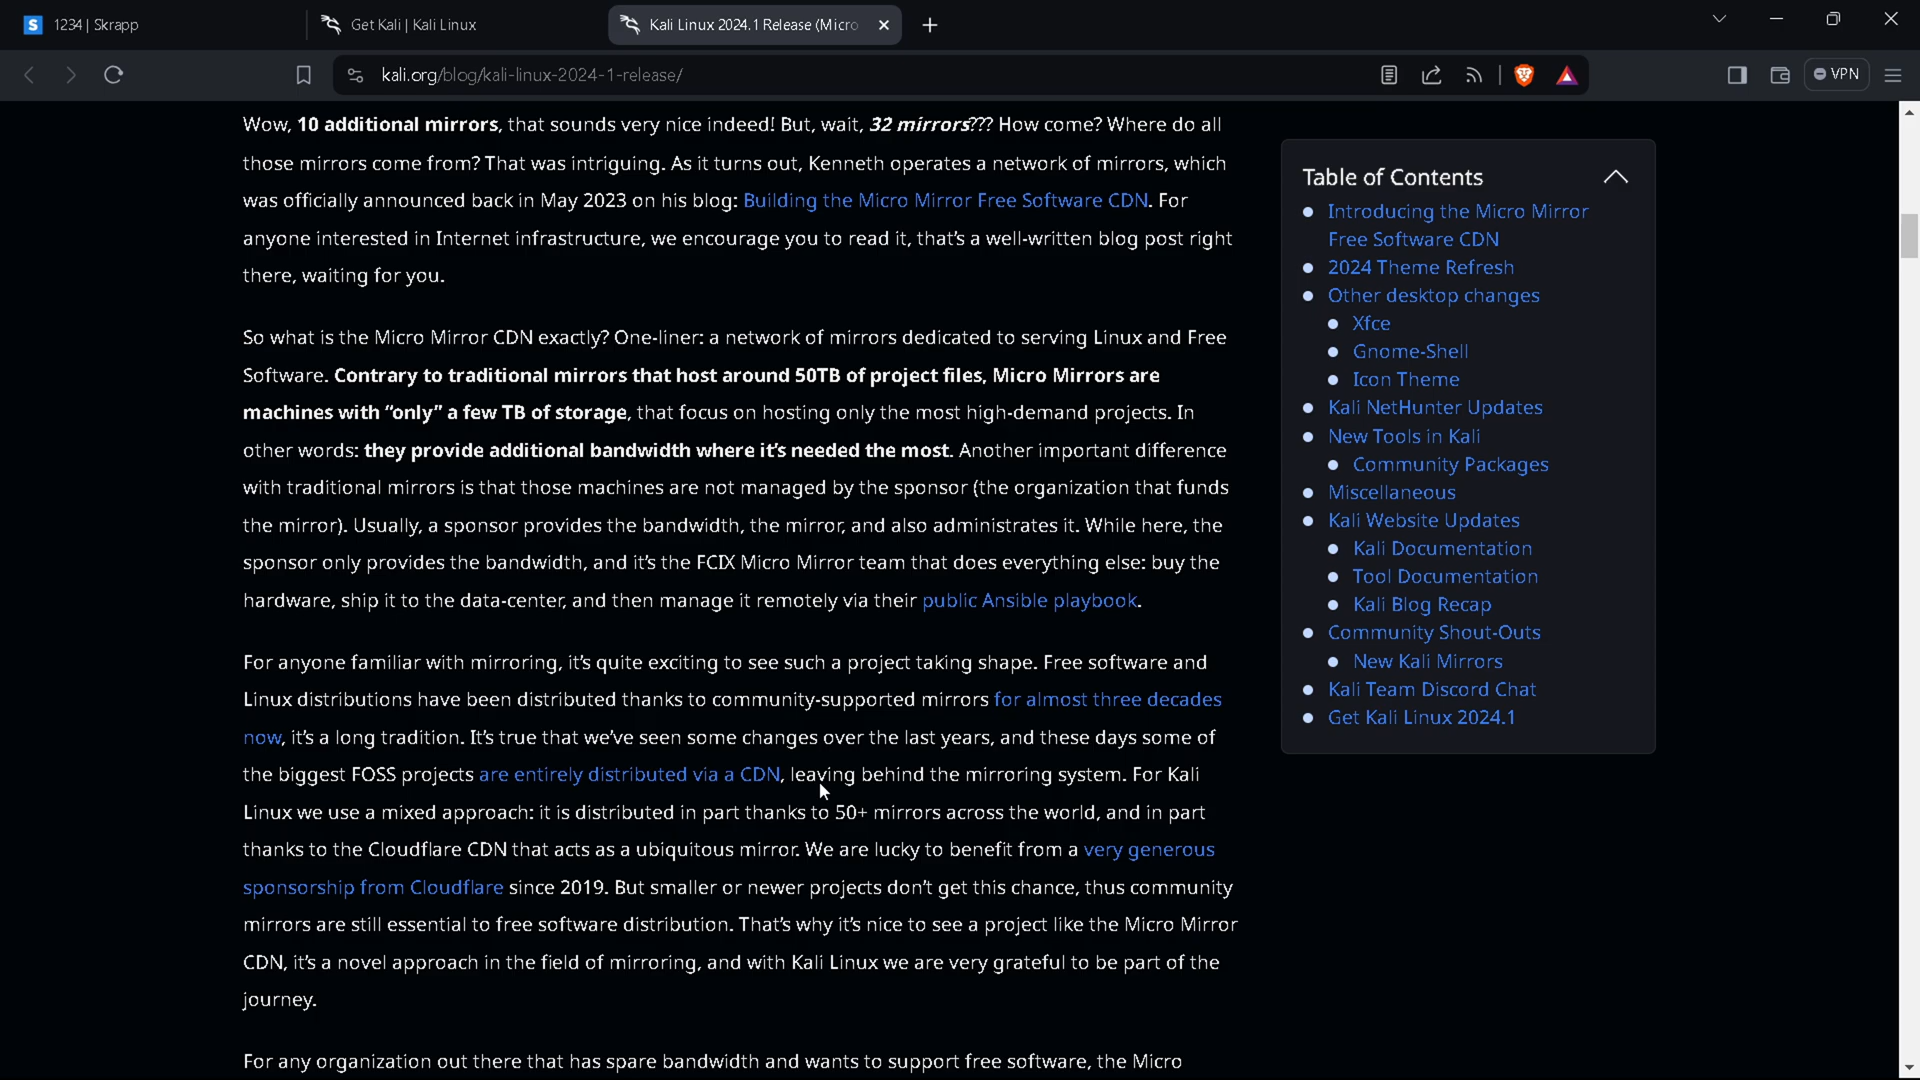 S 1234 | Skrapp
Get Kali | Kali Linux
Kali Linux 2024.1 Release (Micro
kali.org/blog/kali-linux-2024-1-release/
VPN
Wow, 10 additional mirrors, that sounds very nice indeed! But, wait, 32 mirrors??? How come? Where do all
those mirrors come from? That was intriguing. As it turns out, Kenneth operates a network of mirrors, which
was officially announced back in May 2023 on his blog: Building the Micro Mirror Free Software CDN. For
anyone interested in Internet infrastructure, we encourage you to read it, that's a well-written blog post right
there, waiting for you.
So what is the Micro Mirror CDN exactly? One-liner: a network of mirrors dedicated to serving Linux and Free
Software. Contrary to traditional mirrors that host around 50TB of project files, Micro Mirrors are
machines with “only” a few TB of storage, that focus on hosting only the most high-demand projects. In
other words: they provide additional bandwidth where it's needed the most. Another important difference
with traditional mirrors is that those machines are not managed by the sponsor (the organization that funds
the mirror). Usually, a sponsor provides the bandwidth, the mirror, and also administrates it. While here, the
sponsor only provides the bandwidth, and it's the FCIX Micro Mirror team that does everything else: buy the
hardware, ship it to the data-center, and then manage it remotely via their public Ansible playbook.
For anyone familiar with mirroring, it's quite exciting to see such a project taking shape. Free software and
Linux distributions have been distributed thanks to community-supported mirrors for almost three decades
now, it's a long tradition. It's true that we've seen some changes over the last years, and these days some of
the biggest FOSS projects are entirely distributed via a CDN, leaving behind the mirroring system. For Kali
Linux we use a mixed approach: it is distributed in part thanks to 50+ mirrors across the world, and in part
thanks to the Cloudflare CDN that acts as a ubiquitous mirror. We are lucky to benefit from a very generous
sponsorship from Cloudflare since 2019. But smaller or newer projects don't get this chance, thus community
mirrors are still essential to free software distribution. That's why it's nice to see a project like the Micro Mirror
CDN, it's a novel approach in the field of mirroring, and with Kali Linux we are very grateful to be part of the
journey.
For any organization out there that has spare bandwidth and wants to support free software, the Micro
Table of Contents
Introducing the Micro Mirror
Free Software CDN
2024 Theme Refresh
Other desktop changes
Xfce
Gnome-Shell
Icon Theme
Kali NetHunter Updates
New Tools in Kali
Community Packages
Miscellaneous
Kali Website Updates
Kali Documentation
Tool Documentation
Kali Blog Recap
Community Shout-Outs
New Kali Mirrors
Kali Team Discord Chat
Get Kali Linux 2024.1